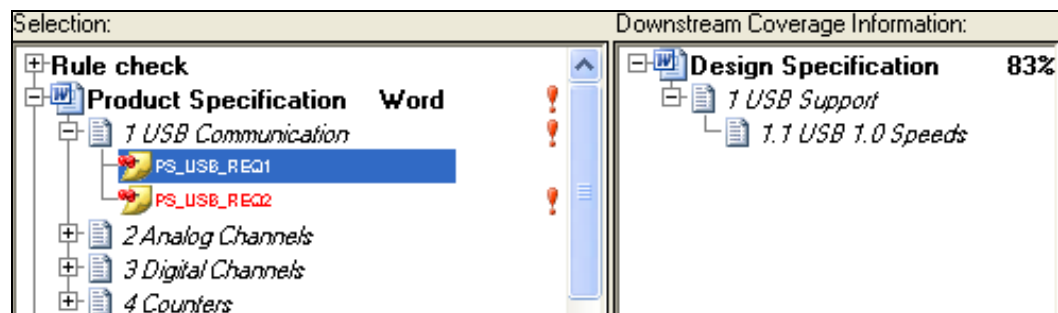 Selection:
Rule check
Product Specification Word
1 USB Communication
PS_USB_REQ1
PS_USB_REQ2
2 Analog Channels
3 Digital Channels
4 Counters
Downstream Coverage Information:
Design Specification 83%
1 USB Support
1.1 USB 1.0 Speeds